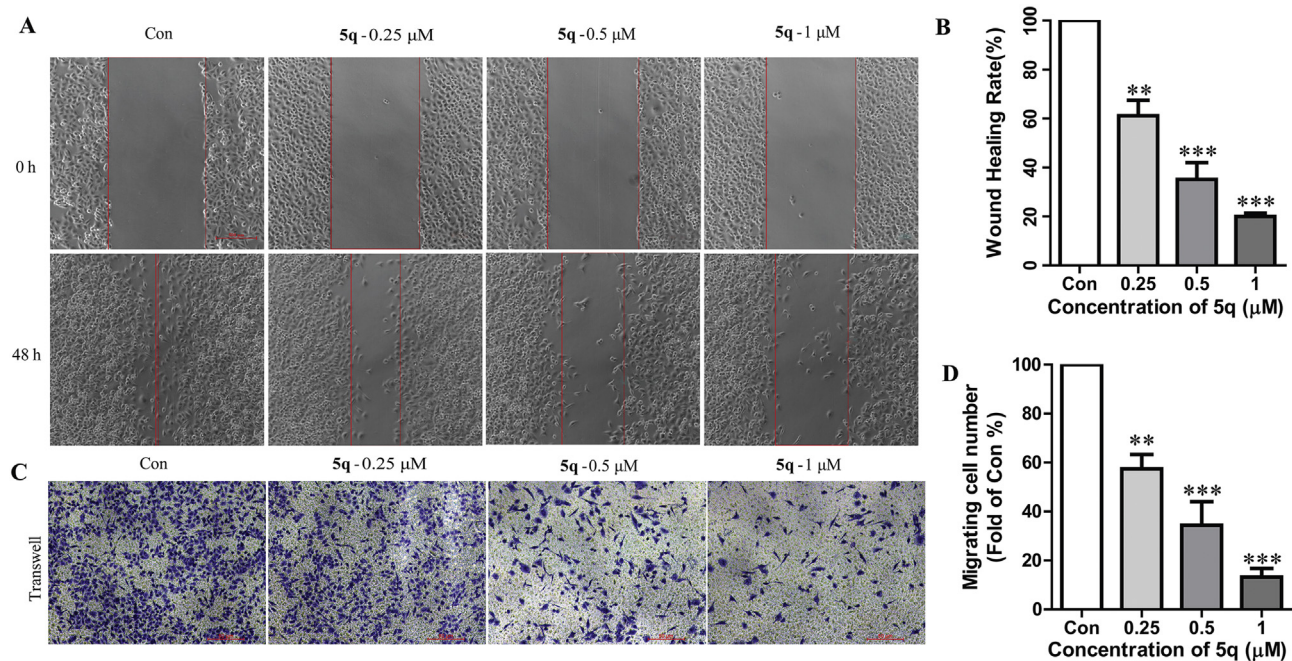 A
Con
5q - 0.25 μM
5q - 0.5 μM
5q - 1 μM
0 h
48 h
B
Wound Healing Rate(%)
100
80
60
40
20
0
**
***
***
Con
0.25
0.5
1
Concentration of 5q (μM)
C
Con
5q - 0.25 μM
5q - 0.5 μM
5q - 1 μM
Transwell
D
Migrating cell number
(Fold of Con %)
100
80
60
40
20
0
**
***
***
Con
0.25
0.5
1
Concentration of 5q (μM)